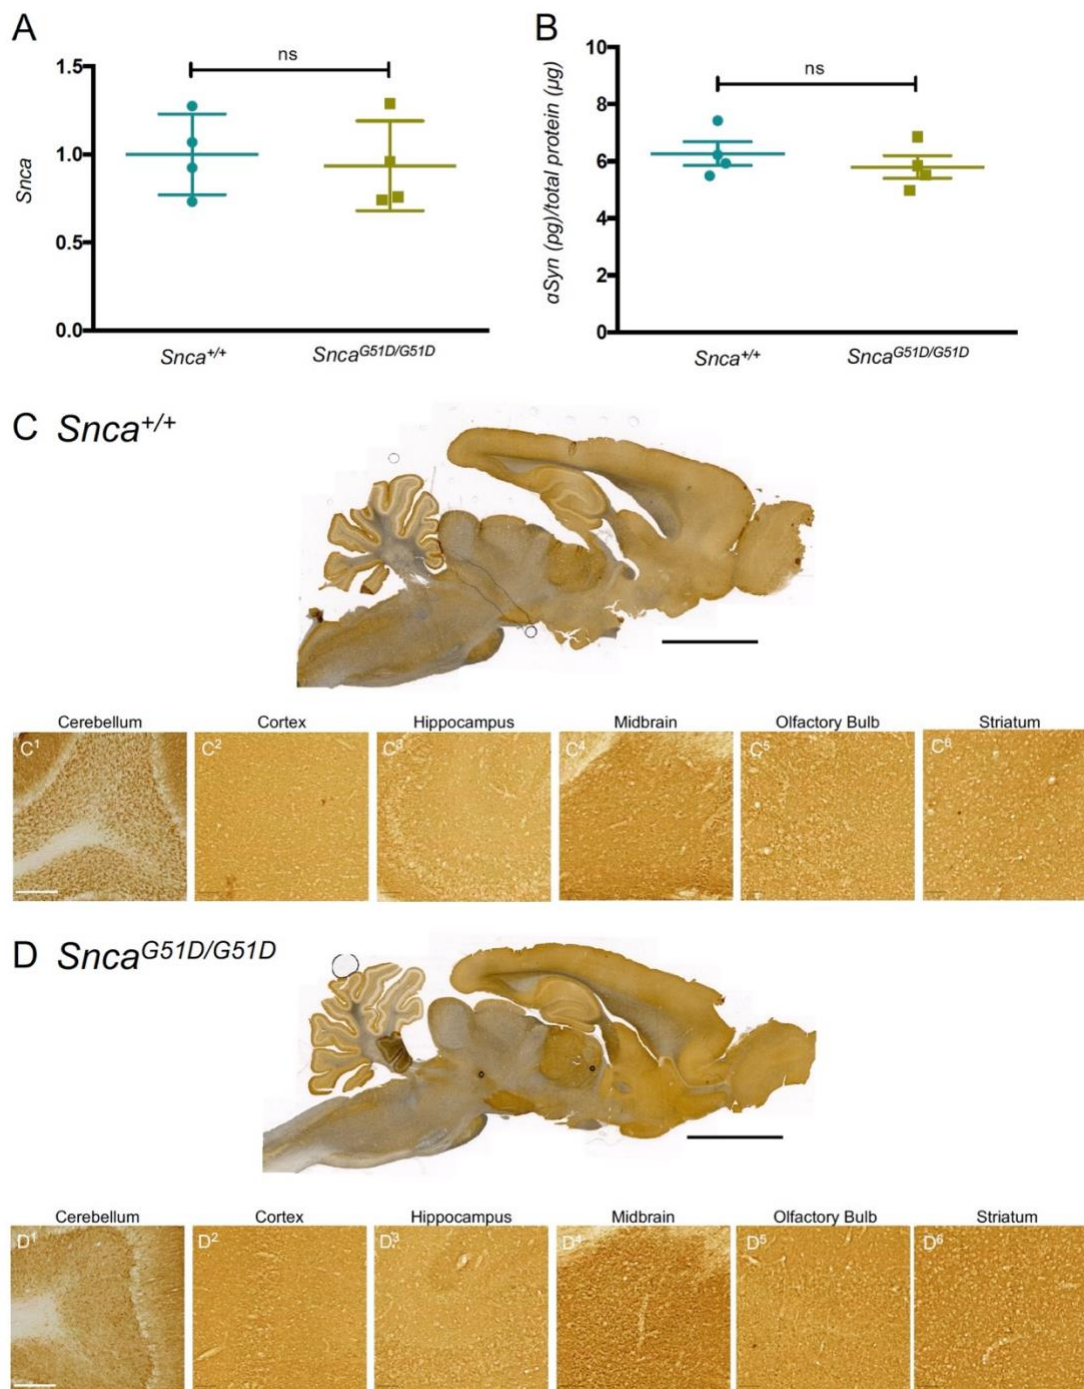 A
ns
1.5
1.0
0.5
0.0
Snca
Snca+/+
SncaG51D/G51D
B
ns
10
8
6
4
2
0
αSyn (pg)/total protein (µg)
Snca+/+
SncaG51D/G51D
C Snca+/+
Cerebellum Cortex Hippocampus Midbrain Olfactory Bulb Striatum
C1 C2 C3 C4 C5 C6
D SncaG51D/G51D
Cerebellum Cortex Hippocampus Midbrain Olfactory Bulb Striatum
D1 D2 D3 D4 D5 D6